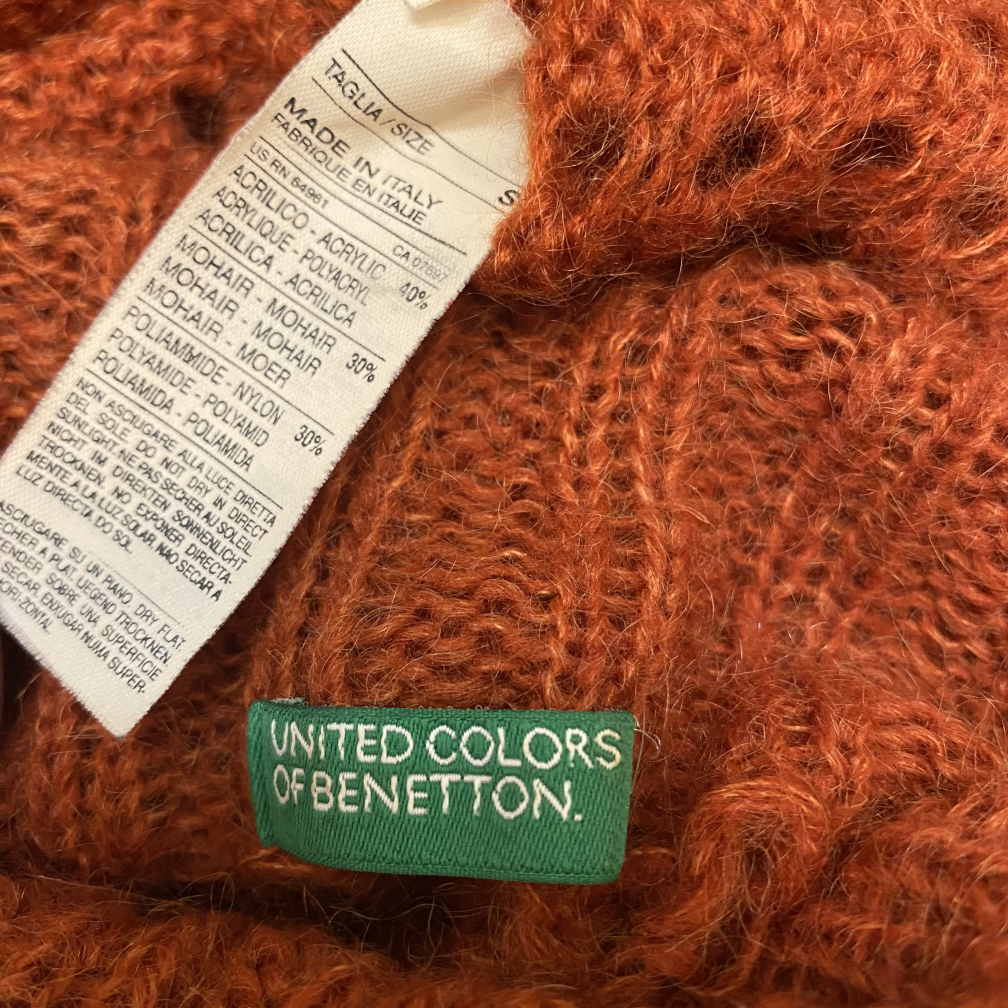 TAGLIA / SIZE
S
MADE IN ITALY
FABRIQUE EN ITALIE
US RN 64961 CA 07697
ACRILICO - ACRYLIC
ACRYLIQUE - POLYACRYL 40%
ACRILICA - ACRILICA
MOHAIR - MOHAIR
MOHAIR - MOHAIR 30%
MOHAIR - MOER
POLIAMMIDE - NYLON
POLYAMIDE - POLYAMID 30%
POLIAMIDA - POLIAMIDA
NON ASCIUGARE ALLA LUCE DIRETTA
DEL SOLE. DO NOT DRY IN DIRECT
SUNLIGHT. NE PAS SECHER AU SOLEIL.
NICHT IM DIREKTEN SONNENLICHT
TROCKNEN. NO EXPONER DIRECTA-
MENTE A LA LUZ SOLAR. NAO SECAR A
LUZ DIRECTA DO SOL.
ASCIUGARE SU UN PIANO. DRY FLAT.
SECHER A PLAT. LIEGEND TROCKNEN.
SOBRE UNA SUPERFICIE
SECAR. ENXUGAR NUMA SUPER.
HORIZONTAL
UNITED COLORS
OF BENETTON.